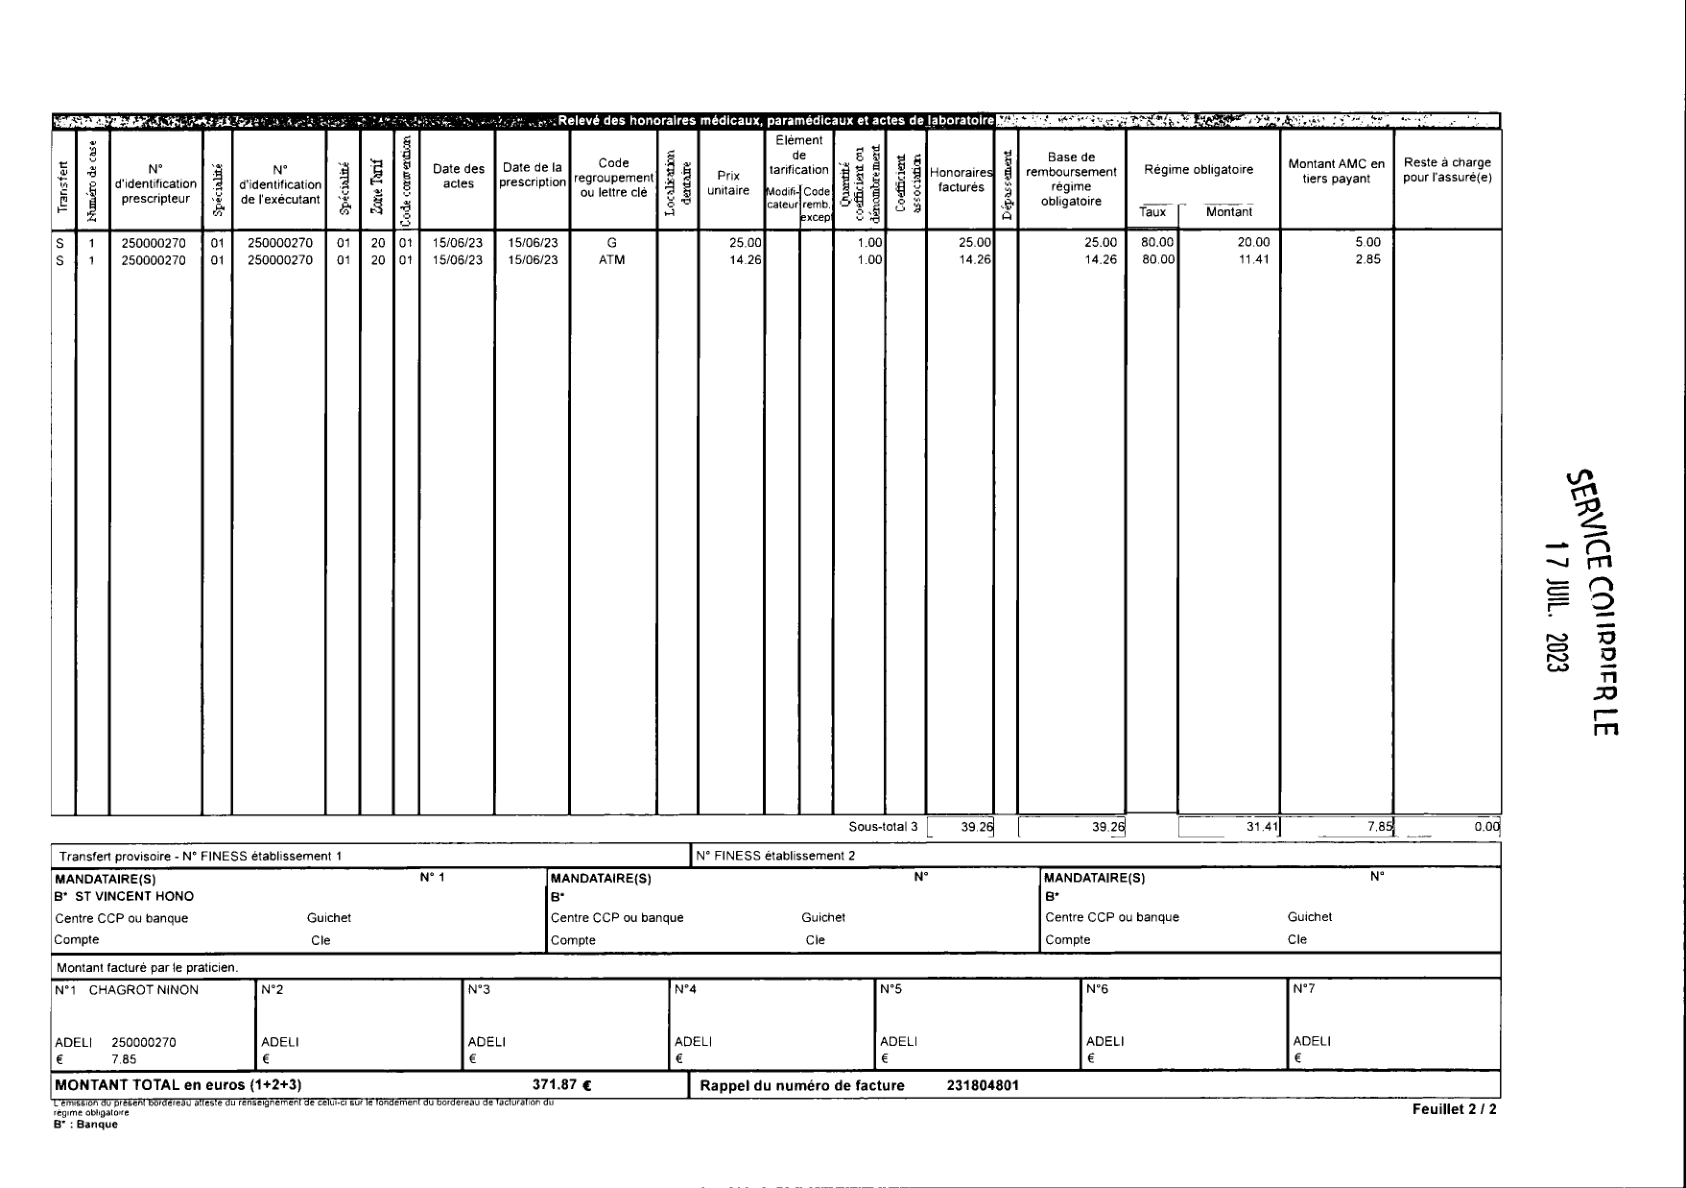 Relevé des honoraires médicaux, paramédicaux et actes de laboratoire
Transfert
Numéro de case
N° d'identification prescripteur
Spécialité
N° d'identification de l'exécutant
Spécialité
Zone Tarif
Code convention
Date des actes
Date de la prescription
Code regroupement ou lettre clé
Localisation dentaire
Prix unitaire
Elément de tarification
Modifi-cateur
Code remb. except
Quantité coefficient ou dénombrement
Coefficient association
Honoraires facturés
Dépassement
Base de remboursement régime obligatoire
Régime obligatoire
Taux
Montant
Montant AMC en tiers payant
Reste à charge pour l'assuré(e)
S 1 250000270 01 250000270 01 20 01 15/06/23 15/06/23 G 25.00 1.00 25.00 25.00 80.00 20.00 5.00
S 1 250000270 01 250000270 01 20 01 15/06/23 15/06/23 ATM 14.26 1.00 14.26 14.26 80.00 11.41 2.85
Sous-total 3 39.26 39.26 31.41 7.85 0.00
Transfert provisoire - N° FINESS établissement 1
N° FINESS établissement 2
MANDATAIRE(S) N° 1
B* ST VINCENT HONO
Centre CCP ou banque Guichet
Compte Cle
MANDATAIRE(S) N°
B*
Centre CCP ou banque Guichet
Compte Cle
MANDATAIRE(S) N°
B*
Centre CCP ou banque Guichet
Compte Cle
Montant facturé par le praticien.
N°1 CHAGROT NINON
ADELI 250000270
€ 7.85
N°2
ADELI
€
N°3
ADELI
€
N°4
ADELI
€
N°5
ADELI
€
N°6
ADELI
€
N°7
ADELI
€
MONTANT TOTAL en euros (1+2+3) 371.87 €
Rappel du numéro de facture 231804801
L'émission du présent bordereau atteste du renseignement de celui-ci sur le fondement du bordereau de facturation du
régime obligatoire
B* : Banque
Feuillet 2 / 2
SERVICE COURRIER LE
17 JUIL. 2023